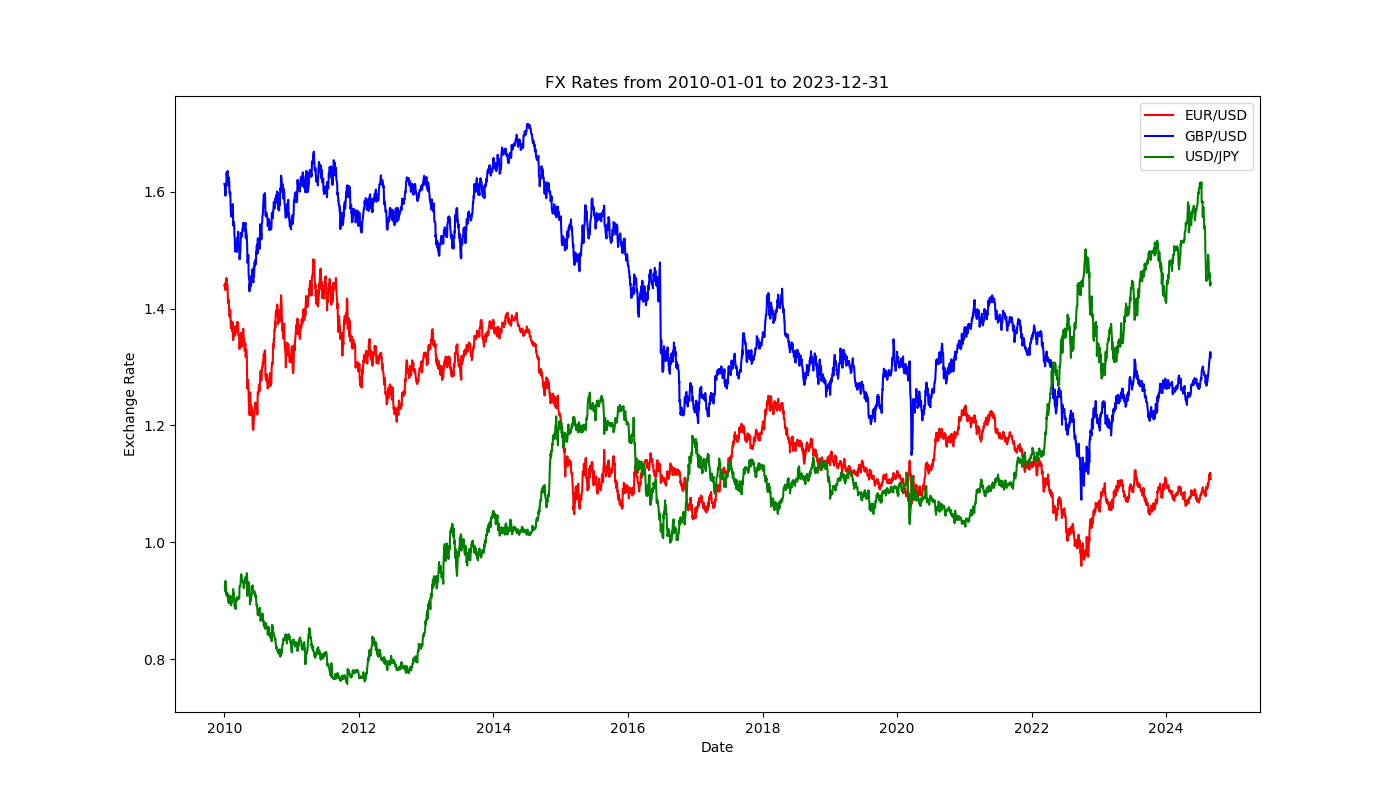 FX Rates from 2010-01-01 to 2023-12-31
EUR/USD
GBP/USD
USD/JPY
Exchange Rate
1.6
1.4
1.2
1.0
0.8
2010 2012 2014 2016 2018 2020 2022 2024
Date